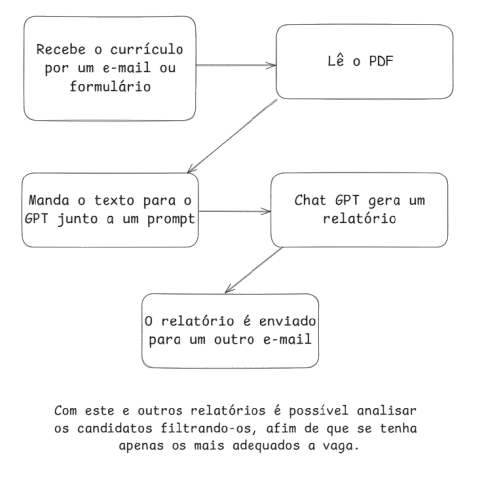 Recebe o currículo
por um e-mail ou
formulário
Lê o PDF
Manda o texto para o
GPT junto a um prompt
Chat GPT gera um
relatório
O relatório é enviado
para um outro e-mail
Com este e outros relatórios é possível analisar
os candidatos filtrando-os, afim de que se tenha
apenas os mais adequados a vaga.